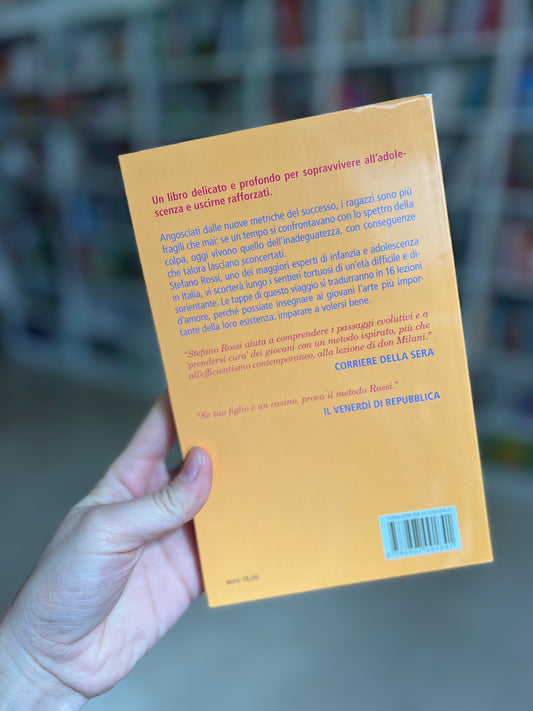 Un libro delicato e profondo per sopravvivere all'adole-
scenza e uscirne rafforzati.
Angosciati dalle nuove metriche del successo, i ragazzi sono più
fragili che mai: se un tempo si confrontavano con lo spettro della
colpa, oggi vivono quello dell'inadeguatezza, con conseguenze
che talora lasciano sconcertati.
Stefano Rossi, uno dei maggiori esperti di infanzia e adolescenza
in Italia, vi scorterà lungo i sentieri tortuosi di un'età difficile e di-
sorientante. Le tappe di questo viaggio si tradurranno in 16 lezioni
d'amore, perché possiate insegnare ai giovani l'arte più impor-
tante della loro esistenza: imparare a volersi bene.
"Stefano Rossi aiuta a comprendere i passaggi evolutivi e a
'prendersi cura' dei giovani con un metodo ispirato, più che
all'efficientismo contemporaneo, alla lezione di don Milani."
CORRIERE DELLA SERA
"Se tuo figlio è un casino, prova il metodo Rossi."
IL VENERDÌ DI REPUBBLICA
ISBN
euro 16,00